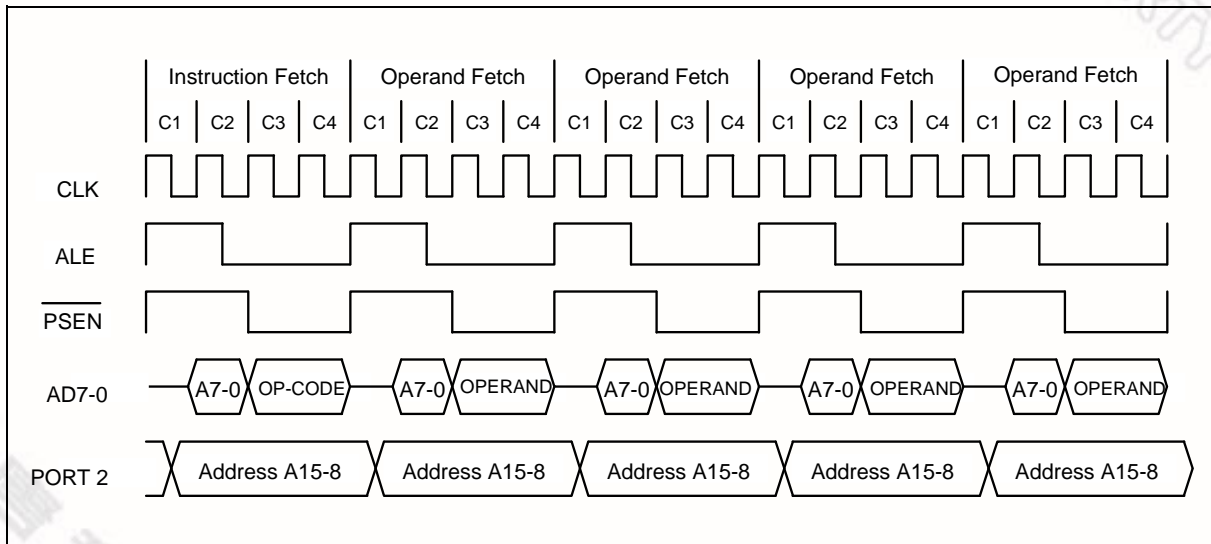 Instruction Fetch Operand Fetch Operand Fetch Operand Fetch Operand Fetch
C1 C2 C3 C4 C1 C2 C3 C4 C1 C2 C3 C4 C1 C2 C3 C4 C1 C2 C3 C4
CLK
ALE
PSEN
AD7-0 A7-0 OP-CODE A7-0 OPERAND A7-0 OPERAND A7-0 OPERAND A7-0 OPERAND
PORT 2 Address A15-8 Address A15-8 Address A15-8 Address A15-8 Address A15-8